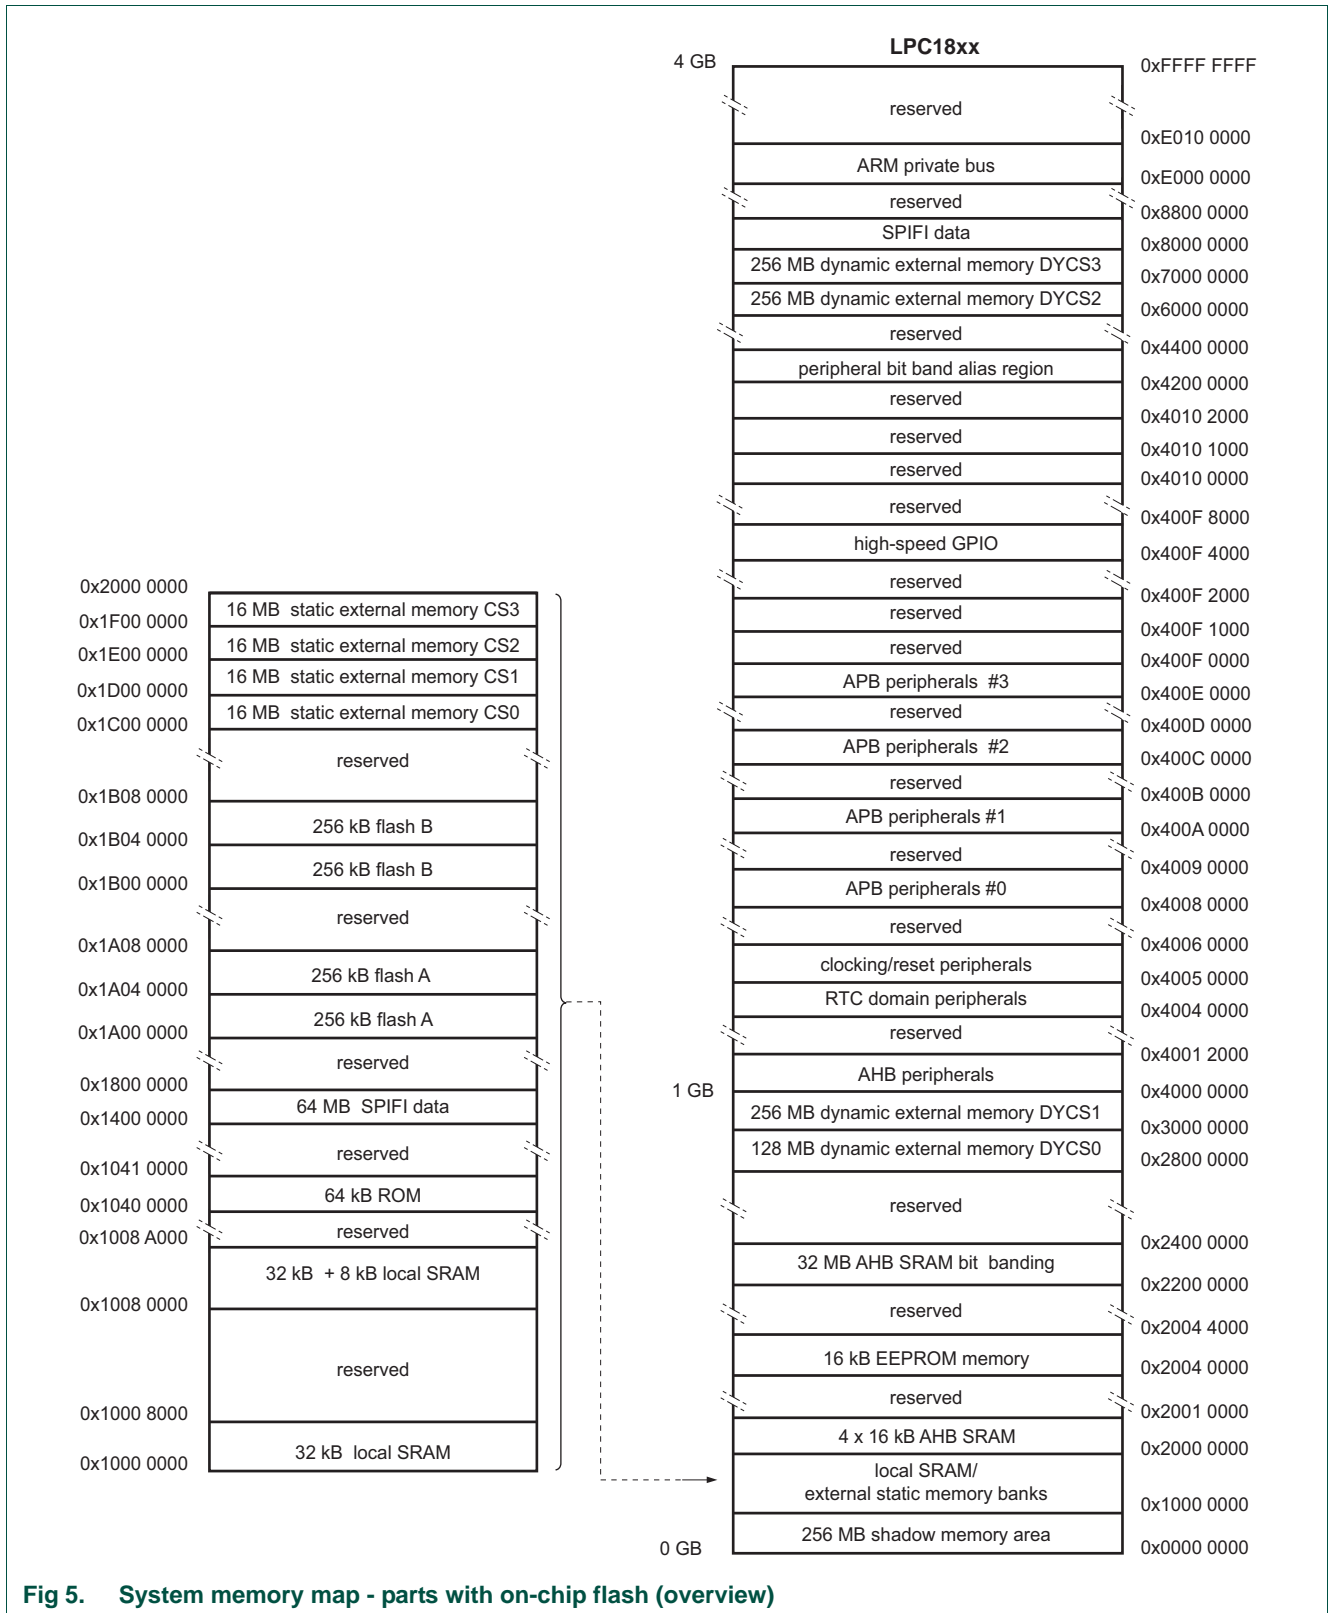 LPC18xx
4 GB
0xFFFF FFFF
reserved
0xE010 0000
ARM private bus
0xE000 0000
reserved
0x8800 0000
SPIFI data
0x8000 0000
256 MB dynamic external memory DYCS3
0x7000 0000
256 MB dynamic external memory DYCS2
0x6000 0000
reserved
0x4400 0000
peripheral bit band alias region
0x4200 0000
reserved
0x4010 2000
reserved
0x4010 1000
reserved
0x4010 0000
reserved
0x400F 8000
high-speed GPIO
0x400F 4000
reserved
0x400F 2000
reserved
0x400F 1000
reserved
0x400F 0000
APB peripherals #3
0x400E 0000
reserved
0x400D 0000
APB peripherals #2
0x400C 0000
reserved
0x400B 0000
APB peripherals #1
0x400A 0000
reserved
0x4009 0000
APB peripherals #0
0x4008 0000
reserved
0x4006 0000
clocking/reset peripherals
0x4005 0000
RTC domain peripherals
0x4004 0000
reserved
0x4001 2000
AHB peripherals
1 GB
0x4000 0000
256 MB dynamic external memory DYCS1
0x3000 0000
128 MB dynamic external memory DYCS0
0x2800 0000
reserved
0x2400 0000
32 MB AHB SRAM bit banding
0x2200 0000
reserved
0x2004 4000
16 kB EEPROM memory
0x2004 0000
reserved
0x2001 0000
4 x 16 kB AHB SRAM
0x2000 0000
local SRAM/
external static memory banks
0x1000 0000
256 MB shadow memory area
0 GB
0x0000 0000
0x2000 0000
16 MB static external memory CS3
0x1F00 0000
16 MB static external memory CS2
0x1E00 0000
16 MB static external memory CS1
0x1D00 0000
16 MB static external memory CS0
0x1C00 0000
reserved
0x1B08 0000
256 kB flash B
0x1B04 0000
256 kB flash B
0x1B00 0000
reserved
0x1A08 0000
256 kB flash A
0x1A04 0000
256 kB flash A
0x1A00 0000
reserved
0x1800 0000
64 MB SPIFI data
0x1400 0000
reserved
0x1041 0000
64 kB ROM
0x1040 0000
reserved
0x1008 A000
32 kB + 8 kB local SRAM
0x1008 0000
reserved
0x1000 8000
32 kB local SRAM
0x1000 0000
Fig 5. System memory map - parts with on-chip flash (overview)